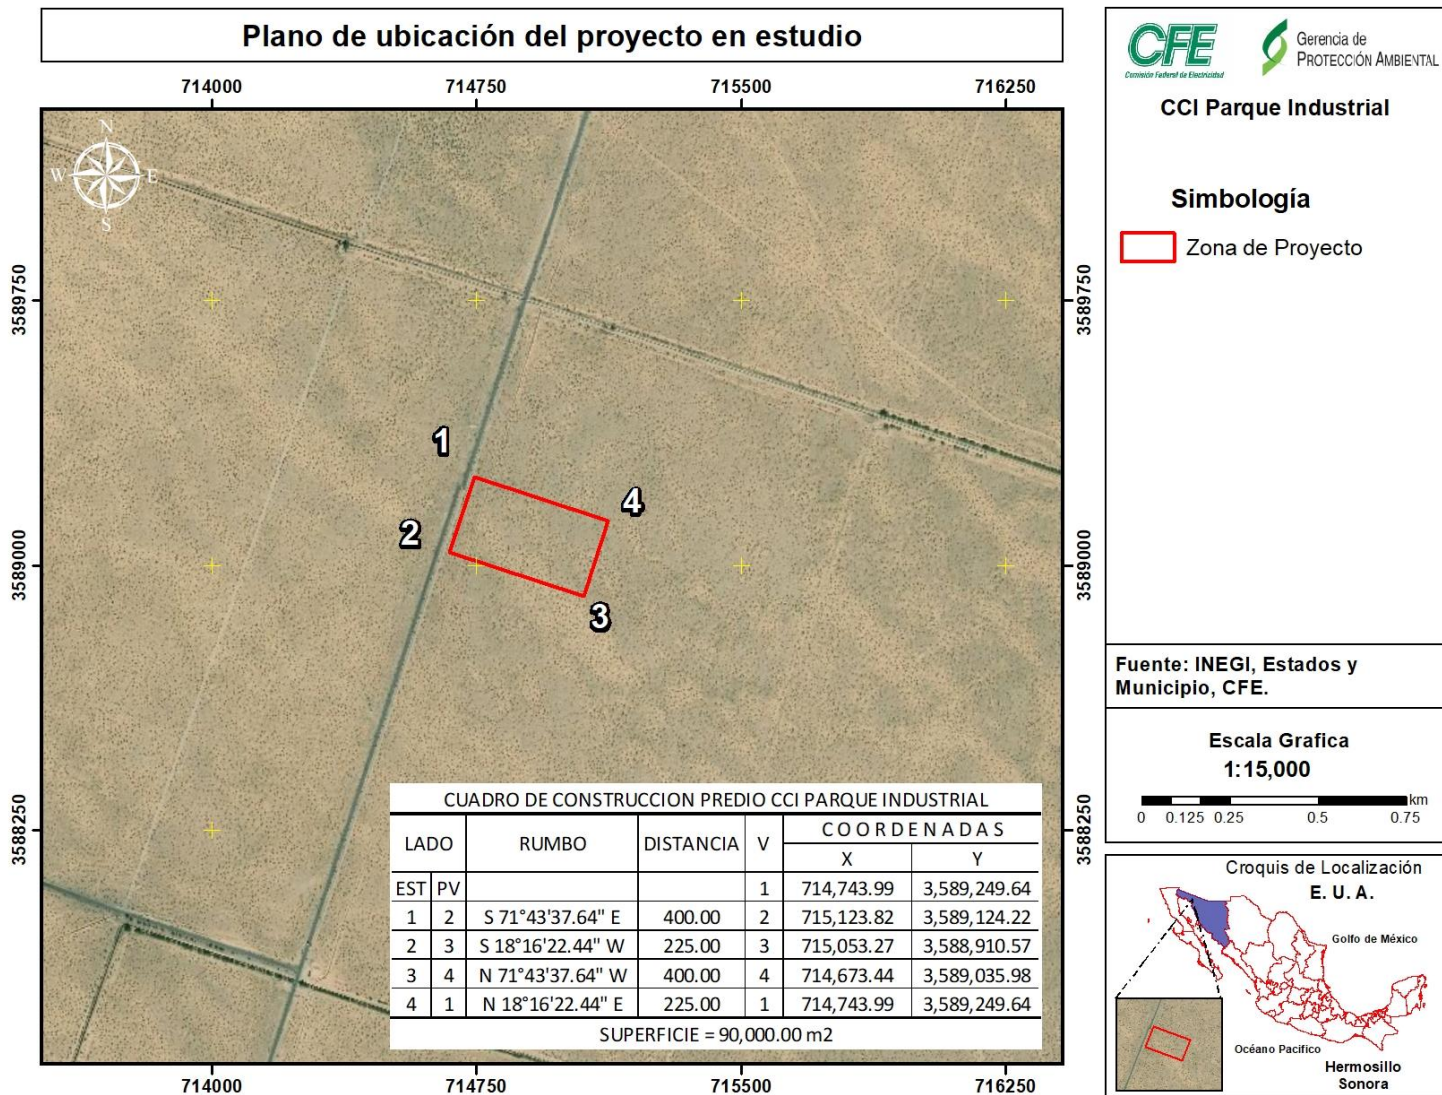 Plano de ubicación del proyecto en estudio
714000 714750 715500 716250
N
W E
S
3589750 3589750
3589000 3589000
3588250 3588250
1
2
4
3
CUADRO DE CONSTRUCCION PREDIO CCI PARQUE INDUSTRIAL
LADO RUMBO DISTANCIA V COORDENADAS
X Y
EST PV 1 714,743.99 3,589,249.64
1 2 S 71°43'37.64" E 400.00 2 715,123.82 3,589,124.22
2 3 S 18°16'22.44" W 225.00 3 715,053.27 3,588,910.57
3 4 N 71°43'37.64" W 400.00 4 714,673.44 3,589,035.98
4 1 N 18°16'22.44" E 225.00 1 714,743.99 3,589,249.64
SUPERFICIE = 90,000.00 m2
714000 714750 715500 716250
CFE
Comisión Federal de Electricidad
Gerencia de
PROTECCIÓN AMBIENTAL
CCI Parque Industrial
Simbología
Zona de Proyecto
Fuente: INEGI, Estados y
Municipio, CFE.
Escala Grafica
1:15,000
km
0 0.125 0.25 0.5 0.75
Croquis de Localización
E. U. A.
Golfo de México
Océano Pacifico
Hermosillo
Sonora